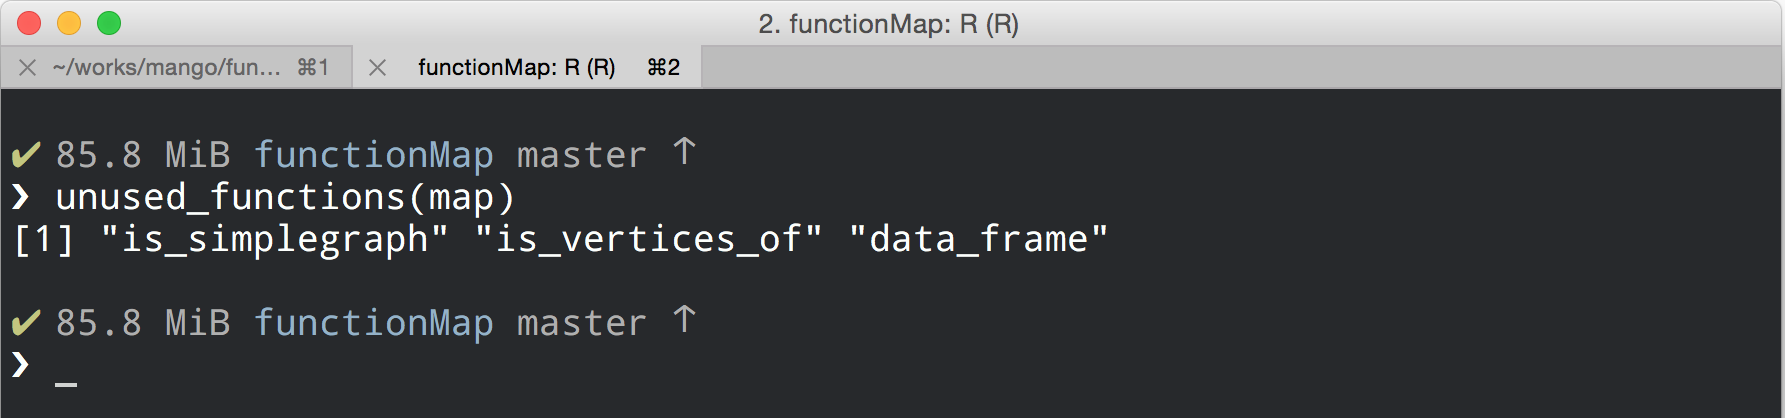 2. functionMap: R (R)
× ~/works/mango/fun... ⌘1 × functionMap: R (R) ⌘2
✔ 85.8 MiB functionMap master ↑
❯ unused_functions(map)
[1] "is_simplegraph" "is_vertices_of" "data_frame"
✔ 85.8 MiB functionMap master ↑
❯ _